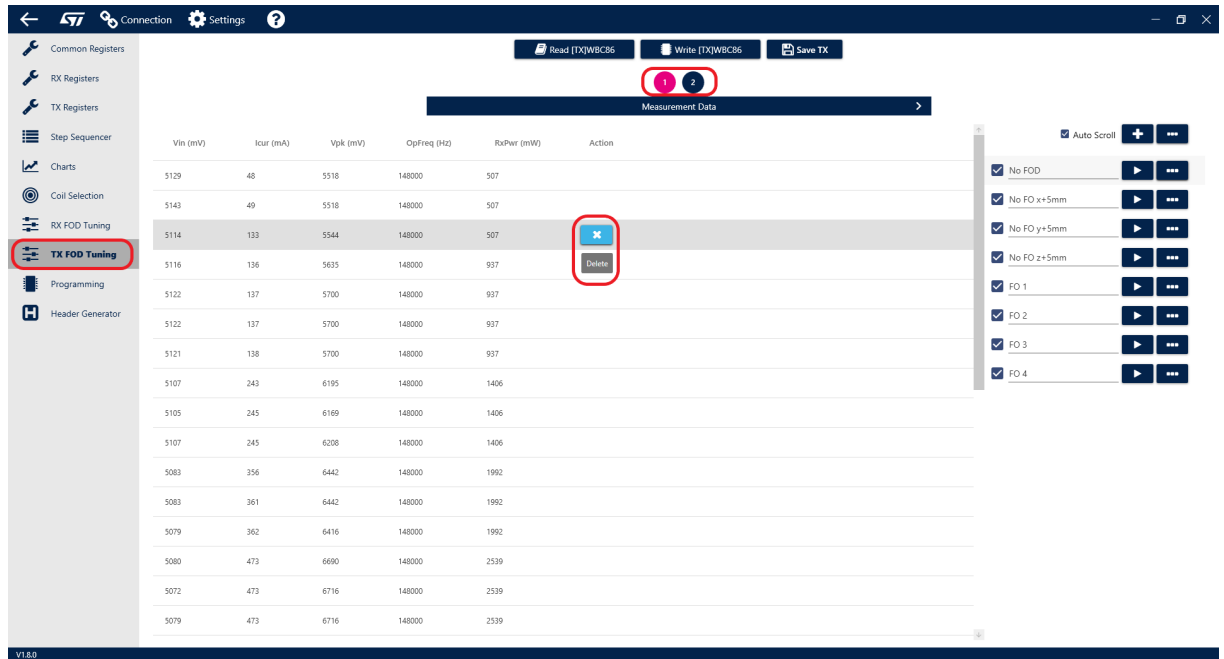 Connection Settings ?
Common Registers
RX Registers
TX Registers
Step Sequencer
Charts
Coil Selection
RX FOD Tuning
TX FOD Tuning
Programming
Header Generator
Read [TX]WBC86 Write [TX]WBC86 Save TX
1 2
Measurement Data
Vin (mV) Icur (mA) Vpk (mV) OpFreq (Hz) RxPwr (mW) Action
5129 48 5518 148000 507
5143 49 5518 148000 507
5114 133 5544 148000 507
5116 136 5635 148000 937
Delete
5122 137 5700 148000 937
5122 137 5700 148000 937
5121 138 5700 148000 937
5107 243 6195 148000 1406
5105 245 6169 148000 1406
5107 245 6208 148000 1406
5083 356 6442 148000 1992
5083 361 6442 148000 1992
5079 362 6416 148000 1992
5080 473 6690 148000 2539
5072 473 6716 148000 2539
5079 473 6716 148000 2539
Auto Scroll
No FOD
No FO x+5mm
No FO y+5mm
No FO z+5mm
FO 1
FO 2
FO 3
FO 4
V1.8.0